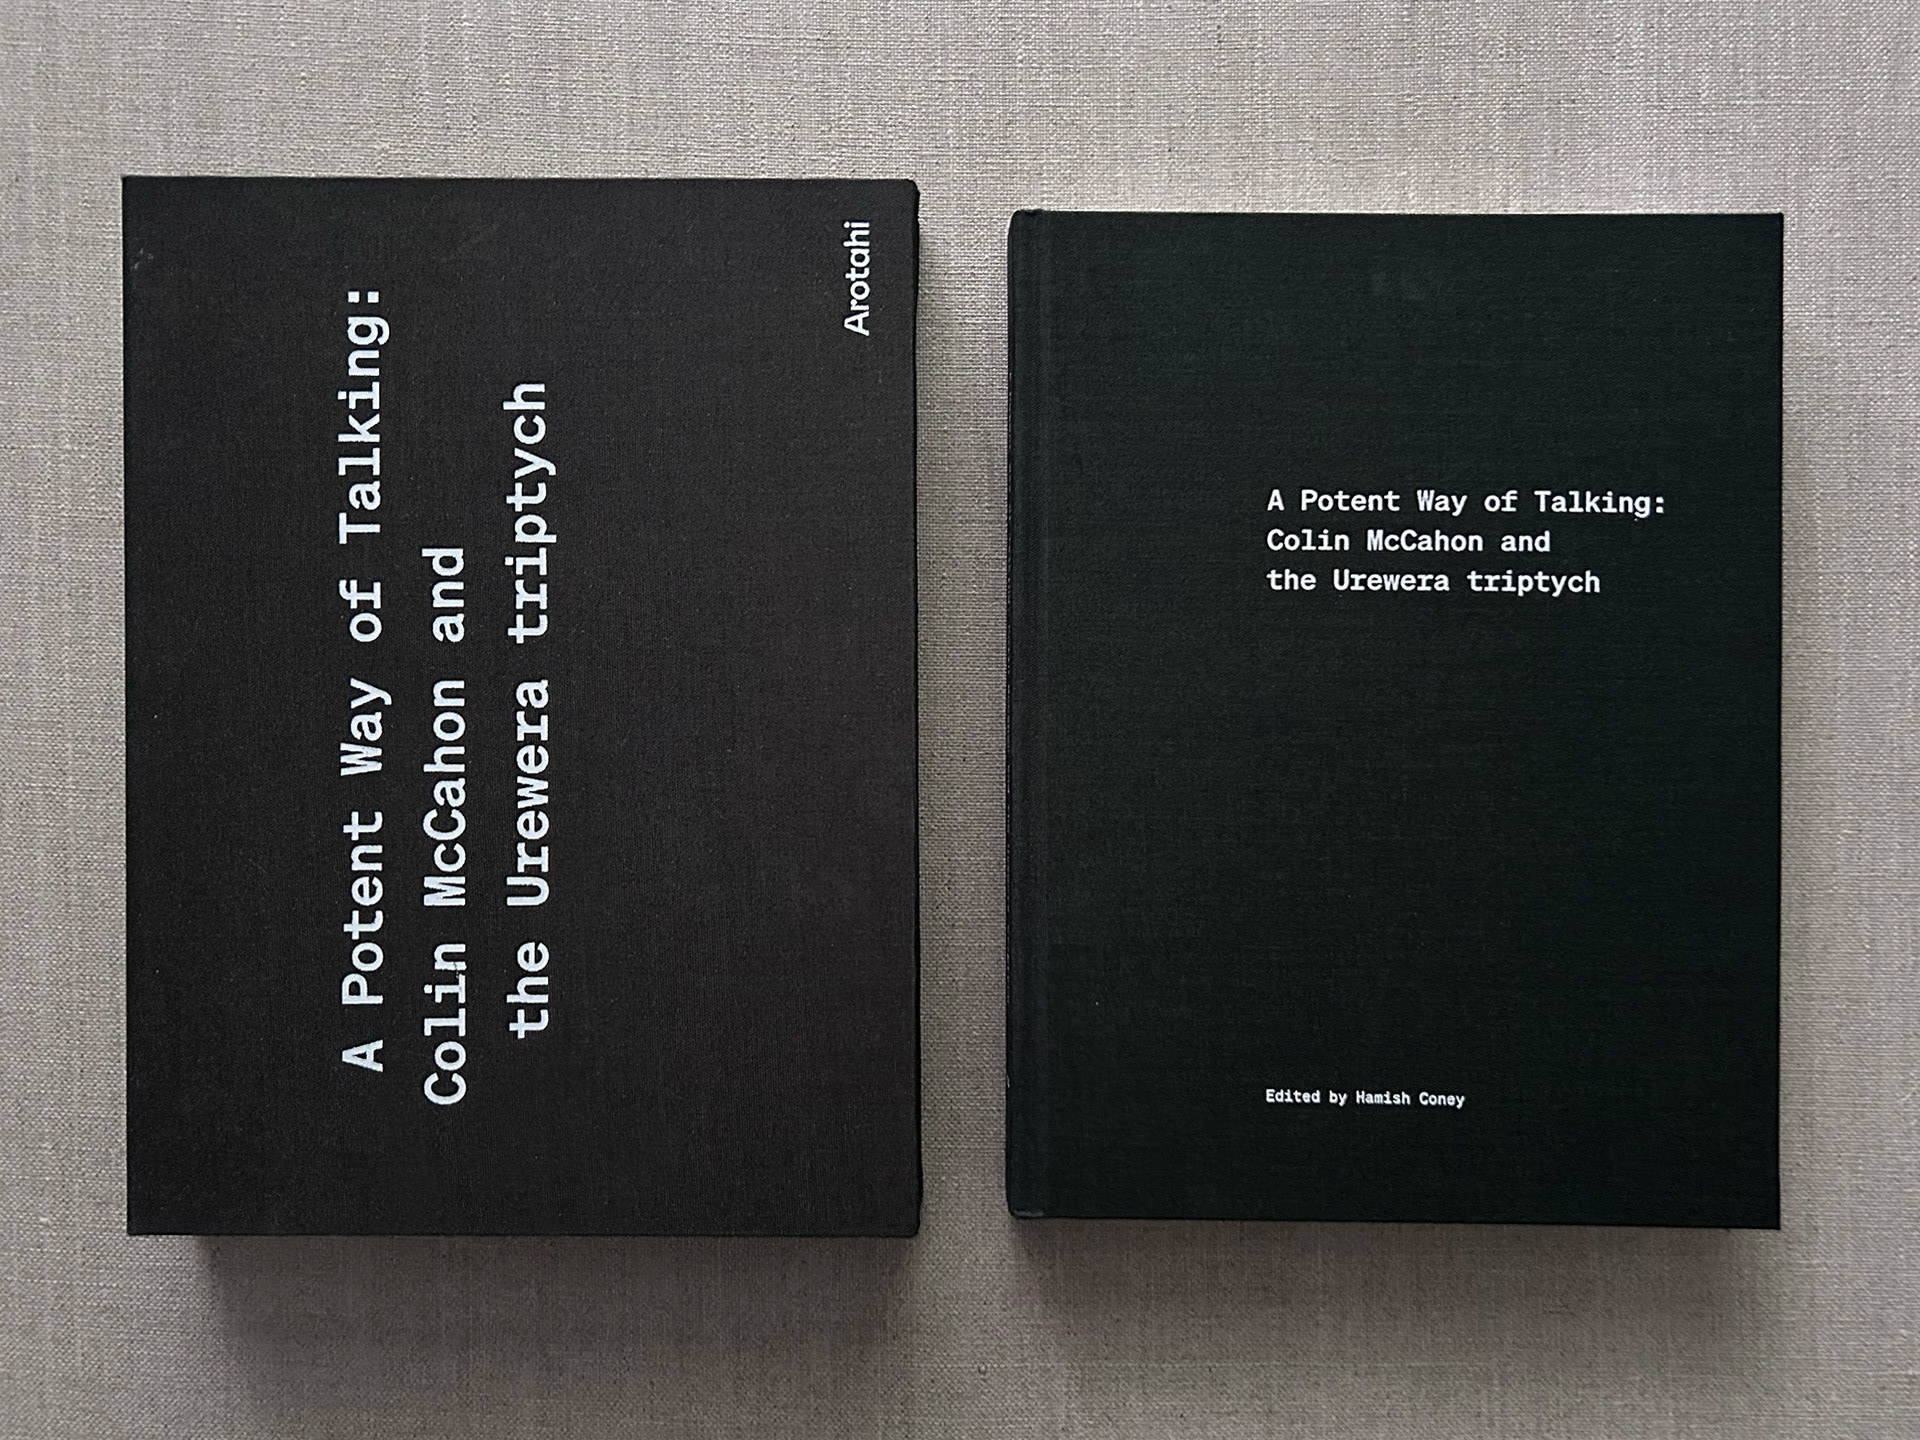 A Potent Way of Talking:
Colin McCahon and
the Urewera triptych
Arotahi
A Potent Way of Talking:
Colin McCahon and
the Urewera triptych
Edited by Hamish Coney